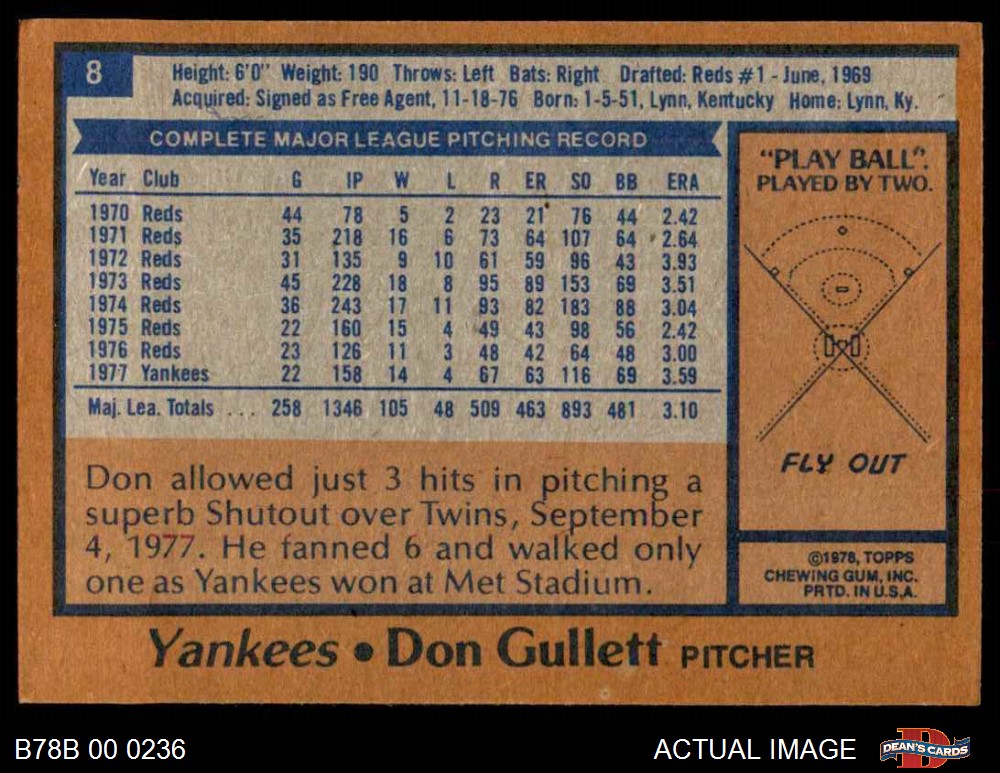 8
Height: 6'0" Weight: 190 Throws: Left Bats: Right Drafted: Reds #1 - June, 1969
Acquired: Signed as Free Agent, 11-18-76 Born: 1-5-51, Lynn, Kentucky Home: Lynn, Ky.
COMPLETE MAJOR LEAGUE PITCHING RECORD
Year Club G IP W L R ER SO BB ERA
1970 Reds 44 78 5 2 23 21 76 44 2.42
1971 Reds 35 218 16 6 73 64 107 64 2.64
1972 Reds 31 135 9 10 61 59 96 43 3.93
1973 Reds 45 228 18 8 95 89 153 69 3.51
1974 Reds 36 243 17 11 93 82 183 88 3.04
1975 Reds 22 160 15 4 49 43 98 56 2.42
1976 Reds 23 126 11 3 48 42 64 48 3.00
1977 Yankees 22 158 14 4 67 63 116 69 3.59
Maj. Lea. Totals ... 258 1346 105 48 509 463 893 481 3.10
Don allowed just 3 hits in pitching a
superb Shutout over Twins, September
4, 1977. He fanned 6 and walked only
one as Yankees won at Met Stadium.
"PLAY BALL".
PLAYED BY TWO.
FLY OUT
©1978, TOPPS
CHEWING GUM, INC.
PRTD. IN U.S.A.
Yankees • Don Gullett PITCHER
B78B 00 0236
ACTUAL IMAGE
DEAN'S CARDS